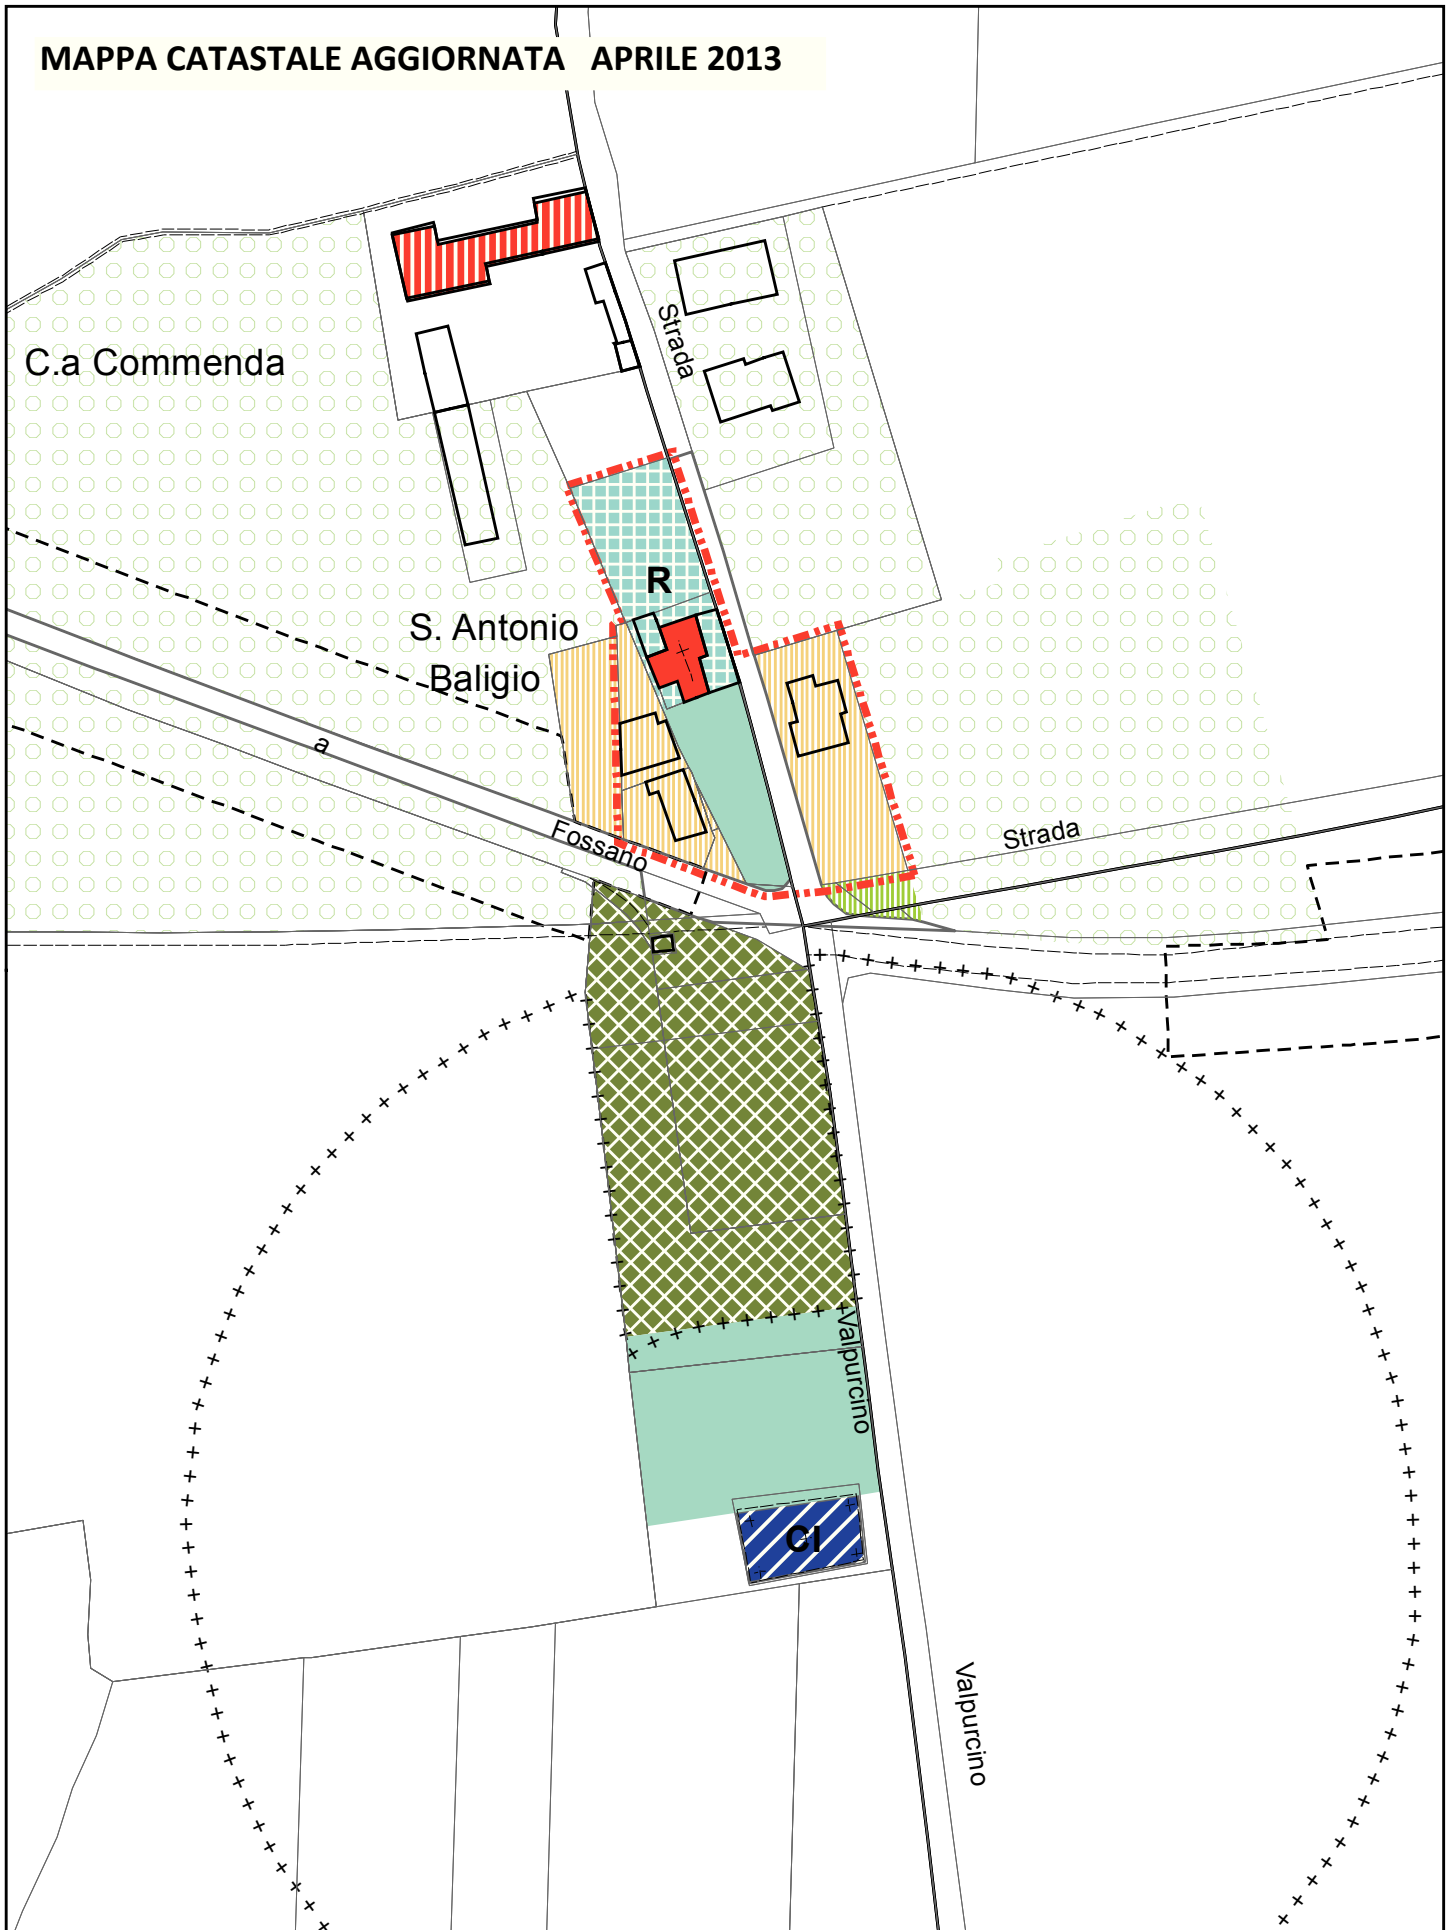 MAPPA CATASTALE AGGIORNATA APRILE 2013
Strada
C.a Commenda
R
S. Antonio
Baligio
a
Fossano
Strada
Valpurcino
CI
Valpurcino